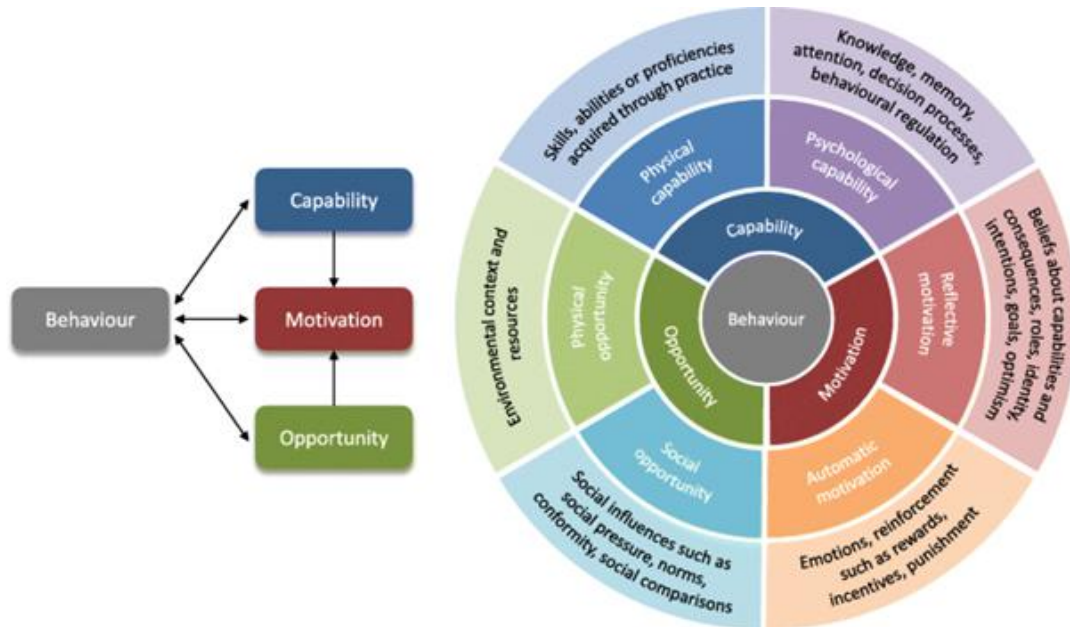 Capability
Behaviour
Motivation
Opportunity
Skills, abilities or proficiencies
acquired through practice
Knowledge, memory,
attention, decision processes,
behavioural regulation
Physical
capability
Psychological
capability
Capability
Environmental context and
resources
Physical
opportunity
Opportunity
Behaviour
Motivation
Reflective
motivation
Beliefs about capabilities and
consequences, roles, identity,
intentions, goals, optimism
Social
opportunity
Automatic
motivation
Social influences such as
social pressure, norms,
conformity, social comparisons
Emotions, reinforcement
such as rewards,
incentives, punishment